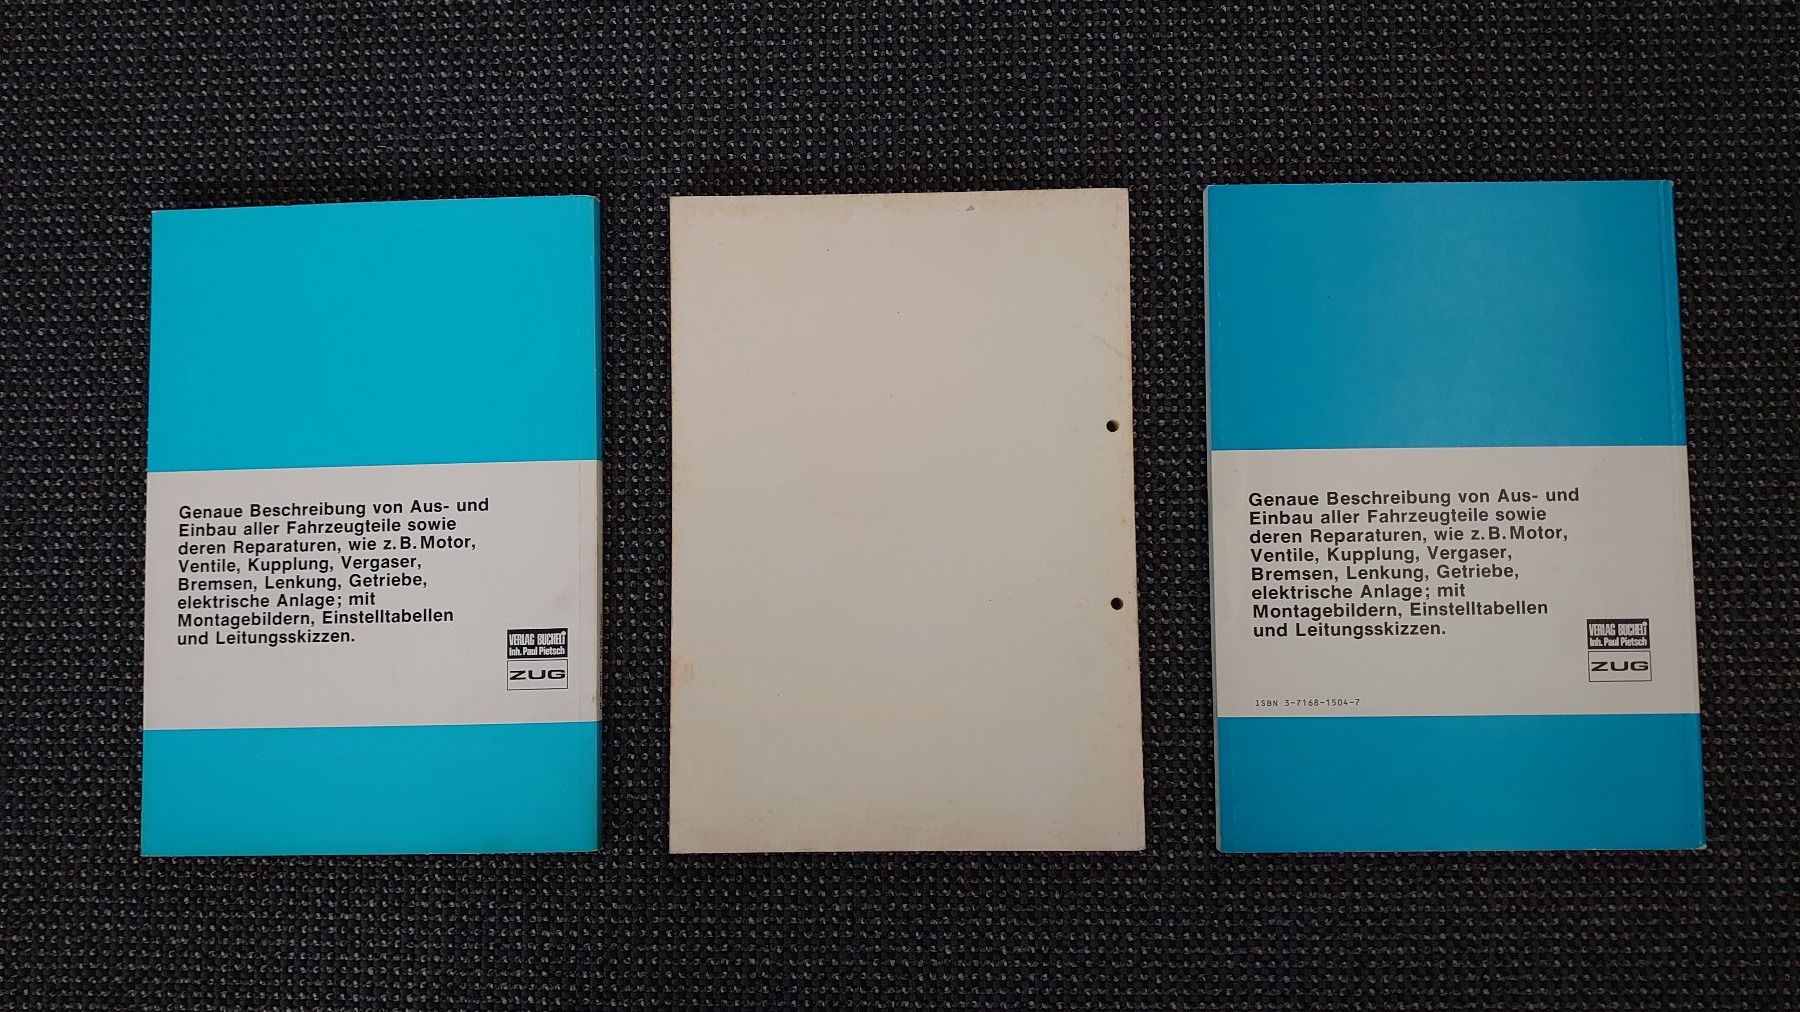 Genaue Beschreibung von Aus- und
Einbau aller Fahrzeugteile sowie
deren Reparaturen, wie z. B. Motor,
Ventile, Kupplung, Vergaser,
Bremsen, Lenkung, Getriebe,
elektrische Anlage; mit
Montagebildern, Einstelltabellen
und Leitungsskizzen.
VERLAG BUCHELI
Inh. Paul Pietsch
ZUG
Genaue Beschreibung von Aus- und
Einbau aller Fahrzeugteile sowie
deren Reparaturen, wie z. B. Motor,
Ventile, Kupplung, Vergaser,
Bremsen, Lenkung, Getriebe,
elektrische Anlage; mit
Montagebildern, Einstelltabellen
und Leitungsskizzen.
VERLAG BUCHELI
Inh. Paul Pietsch
ZUG
ISBN 3-7168-1504-7